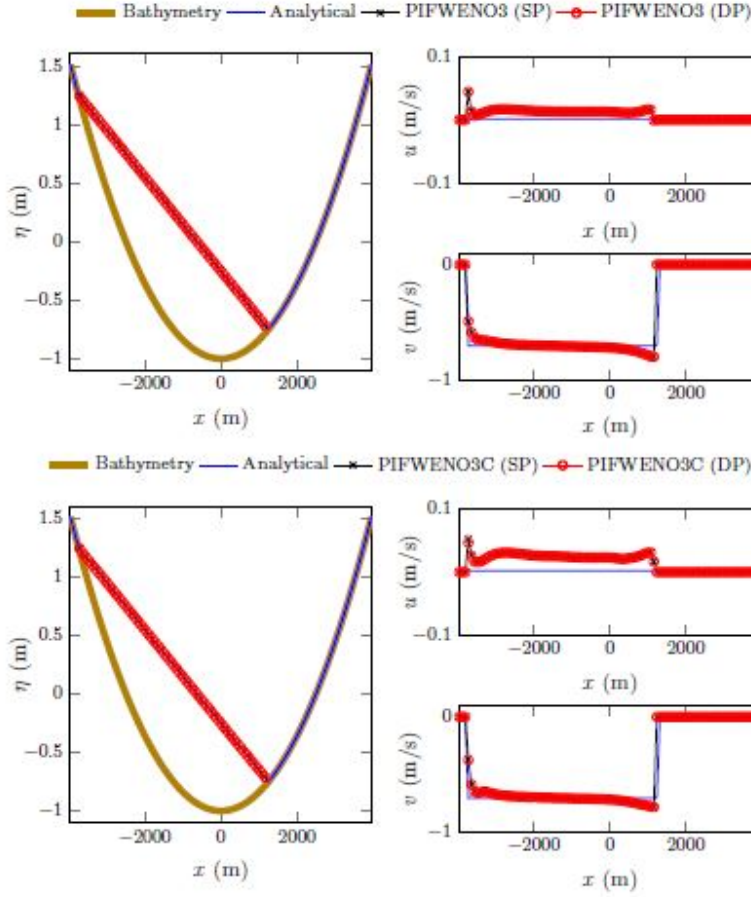 Bathymetry Analytical PIFWENO3 (SP) PIFWENO3 (DP)
1.5
1
0.5
0
−0.5
−1
η (m)
−2000 0 2000
x (m)
0.1
−0.1
u (m/s)
−2000 0 2000
x (m)
0
−1
v (m/s)
−2000 0 2000
x (m)
Bathymetry Analytical PIFWENO3C (SP) PIFWENO3C (DP)
1.5
1
0.5
0
−0.5
−1
η (m)
−2000 0 2000
x (m)
0.1
−0.1
u (m/s)
−2000 0 2000
x (m)
0
−1
v (m/s)
−2000 0 2000
x (m)